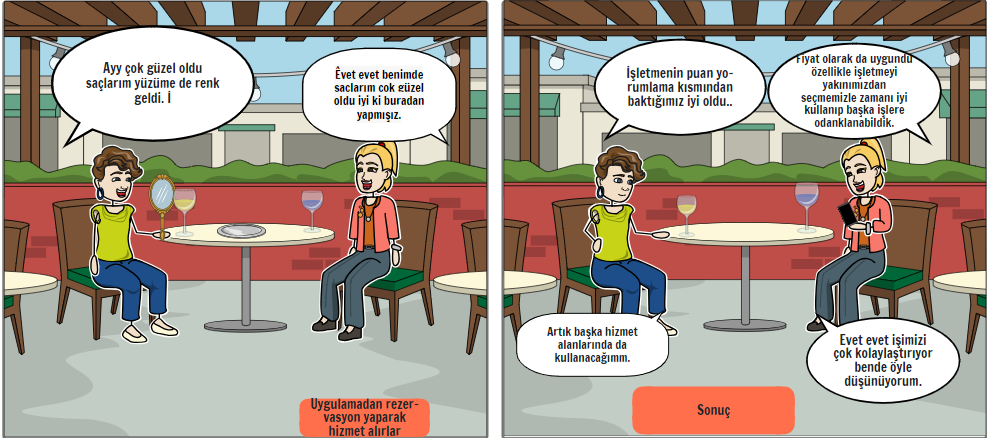 Ayy çok güzel oldu
saçlarım yüzüme de renk
geldi. İ
Êvet evet benimde
saçlarım çok güzel
oldu iyi ki buradan
yapmışız.
Uygulamadan rezer-
vasyon yaparak
hizmet alırlar
İşletmenin puan yo-
rumlama kısmından
baktığımız iyi oldu..
Fiyat olarak da uygundu
özellikle işletmeyi
yakınımızdan
seçmemizle zamanı iyi
kullanıp başka işlere
odanklanabildik.
Artık başka hizmet
alanlarında da
kullanacağımm.
Evet evet işimizi
çok kolaylaştırıyor
bende öyle
düşünüyorum.
Sonuç